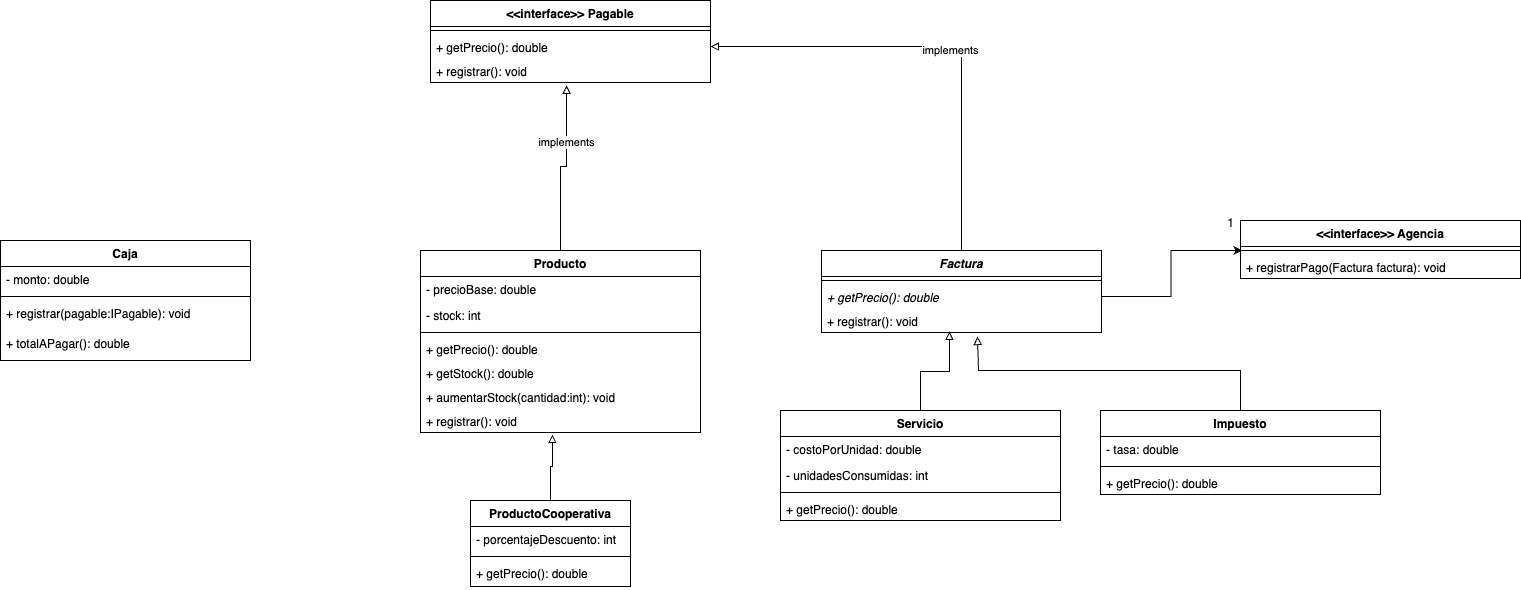 <<interface>> Pagable
+ getPrecio(): double
+ registrar(): void
implements
implements
Caja
- monto: double
+ registrar(pagable:IPagable): void
+ totalAPagar(): double
Producto
- precioBase: double
- stock: int
+ getPrecio(): double
+ getStock(): double
+ aumentarStock(cantidad:int): void
+ registrar(): void
Factura
+ getPrecio(): double
+ registrar(): void
1
<<interface>> Agencia
+ registrarPago(Factura factura): void
ProductoCooperativa
- porcentajeDescuento: int
+ getPrecio(): double
Servicio
- costoPorUnidad: double
- unidadesConsumidas: int
+ getPrecio(): double
Impuesto
- tasa: double
+ getPrecio(): double